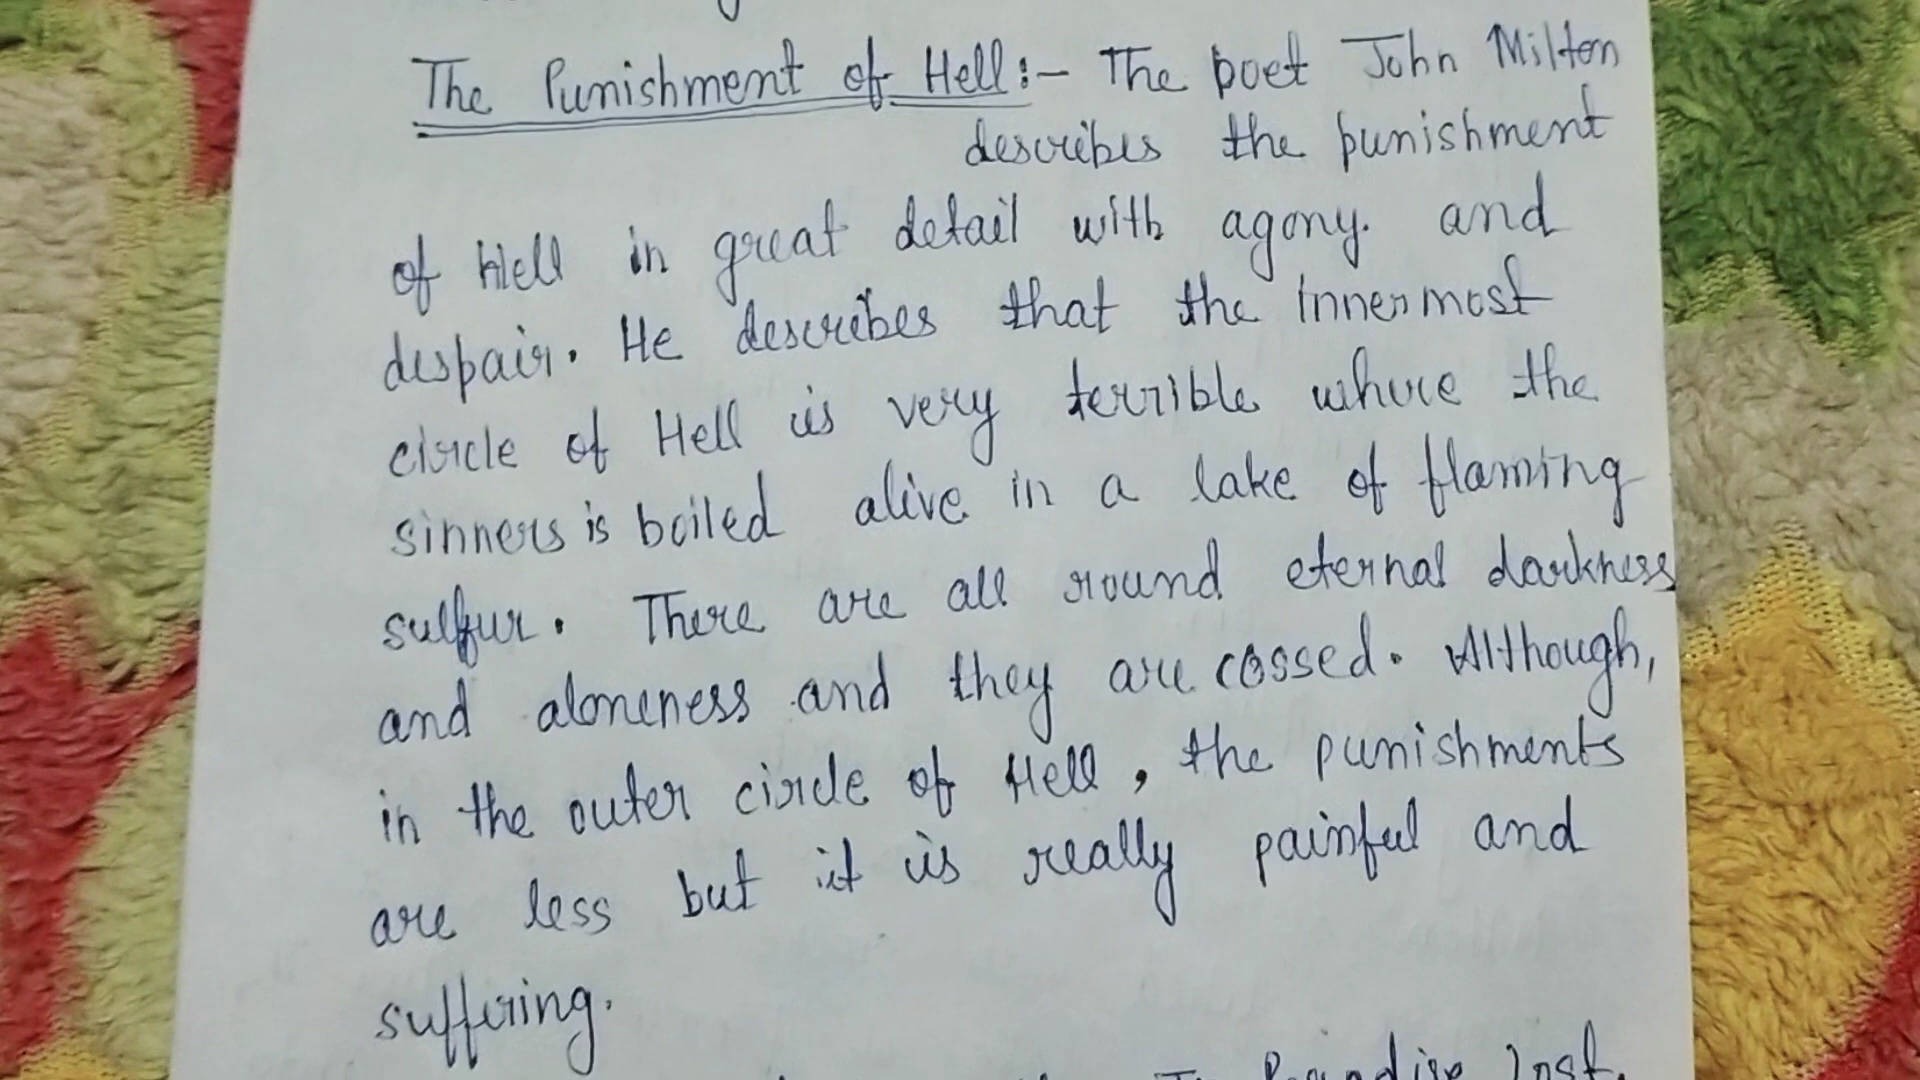 The Punishment of Hell:- The poet John Milton
describes the punishment
of Hell in great detail with agony. and
despair. He describes that the innermost
circle of Hell is very terrible where the
sinners is boiled alive in a lake of flaming
sulfur. There are all round eternal darkness
and aloneness and they are cossed. Although,
in the outer circle of Hell, the punishments
are less but it is really painful and
suffering.
Paradise Lost.